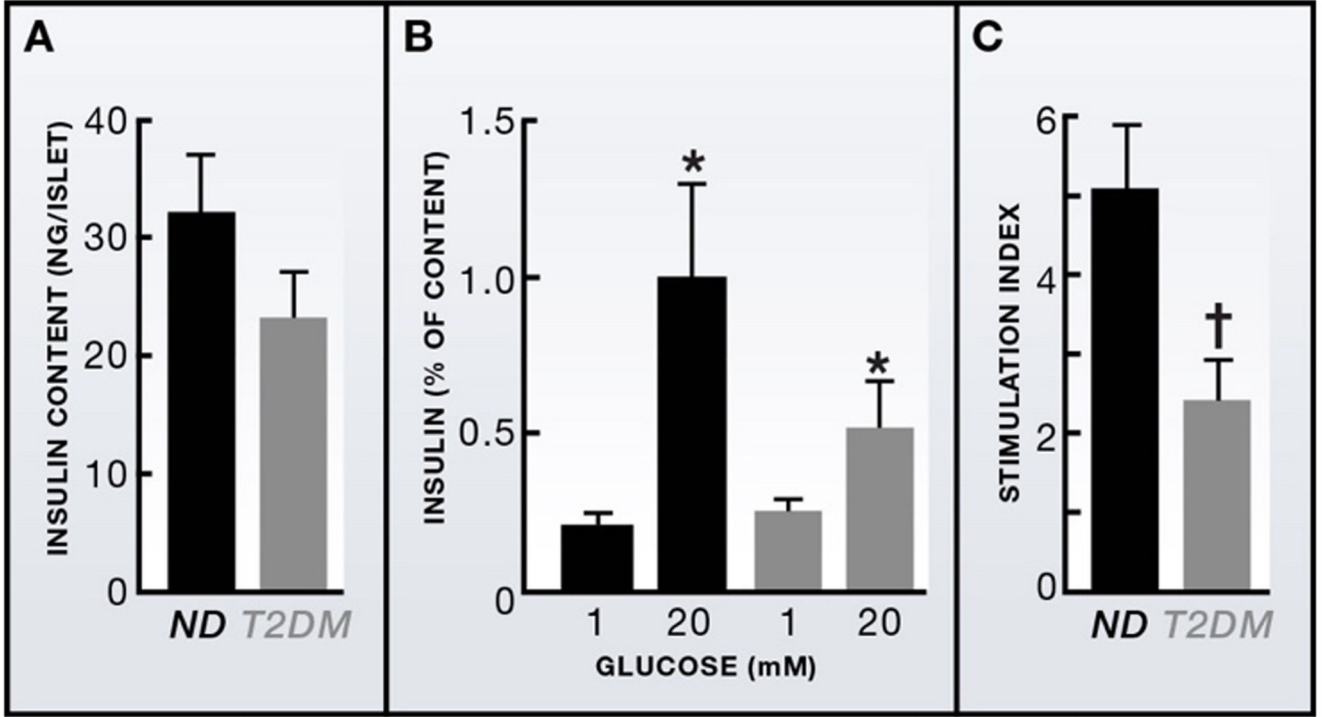 A
INSULIN CONTENT (NG/ISLET)
40
30
20
10
0
ND T2DM
B
INSULIN (% OF CONTENT)
1.5
1.0
0.5
0
*
*
1 20 1 20
GLUCOSE (mM)
C
STIMULATION INDEX
6
4
2
0
†
ND T2DM